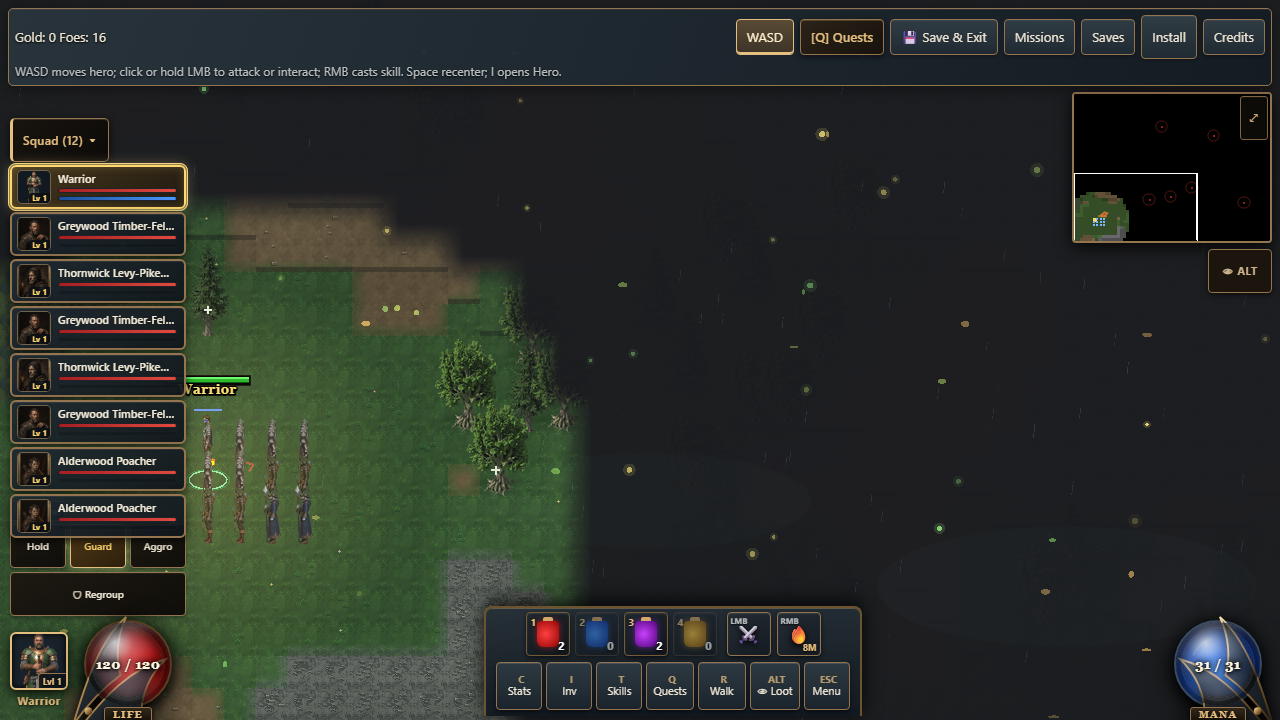 Gold: 0 Foes: 16
WASD
[Q] Quests
Save & Exit
Missions
Saves
Install
Credits
WASD moves hero; click or hold LMB to attack or interact; RMB casts skill. Space recenter; I opens Hero.
Squad (12)
Warrior
Lv 1
Greywood Timber-Fel...
Lv 1
Thornwick Levy-Pike...
Lv 1
Greywood Timber-Fel...
Lv 1
Thornwick Levy-Pike...
Lv 1
Greywood Timber-Fel...
Lv 1
Alderwood Poacher
Lv 1
Alderwood Poacher
Lv 1
Hold
Guard
Aggro
Regroup
Warrior
ALT
120 / 120
Lvl 1
Warrior
LIFE
1
2
2
0
3
2
4
0
LMB
RMB
8M
C
Stats
I
Inv
T
Skills
Q
Quests
R
Walk
ALT
Loot
ESC
Menu
31 / 31
MANA